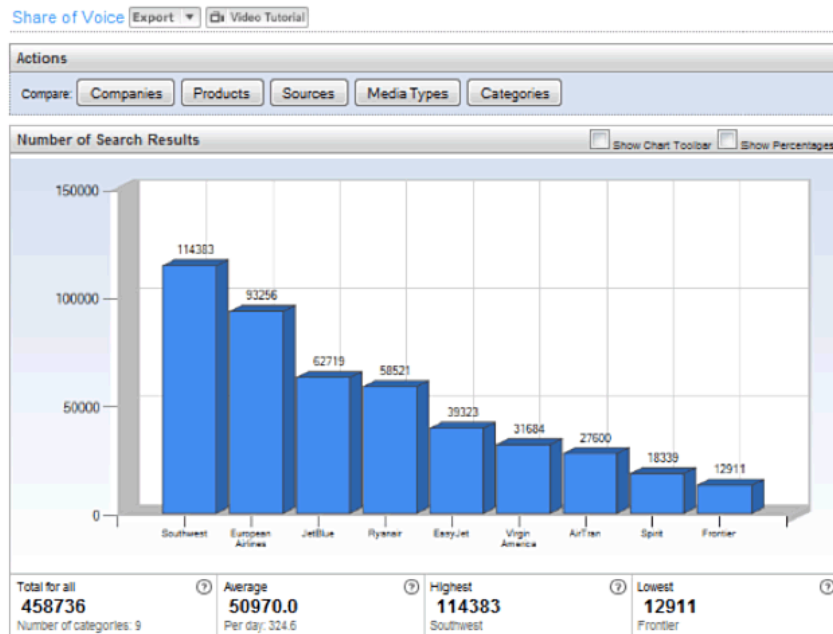 Share of Voice Export Video Tutorial
Actions
Compare: Companies Products Sources Media Types Categories
Number of Search Results Show Chart Toolbar Show Percentages
150000
114383
100000
93256
62719
58521
50000
39323
31684
27600
18339
12911
0
Southwest European Airlines JetBlue Ryanair EasyJet Virgin America AirTran Spirit Frontier
Total for all ? Average ? Highest ? Lowest ?
458736 50970.0 114383 12911
Number of categories: 9 Per day: 324.6 Southwest Frontier